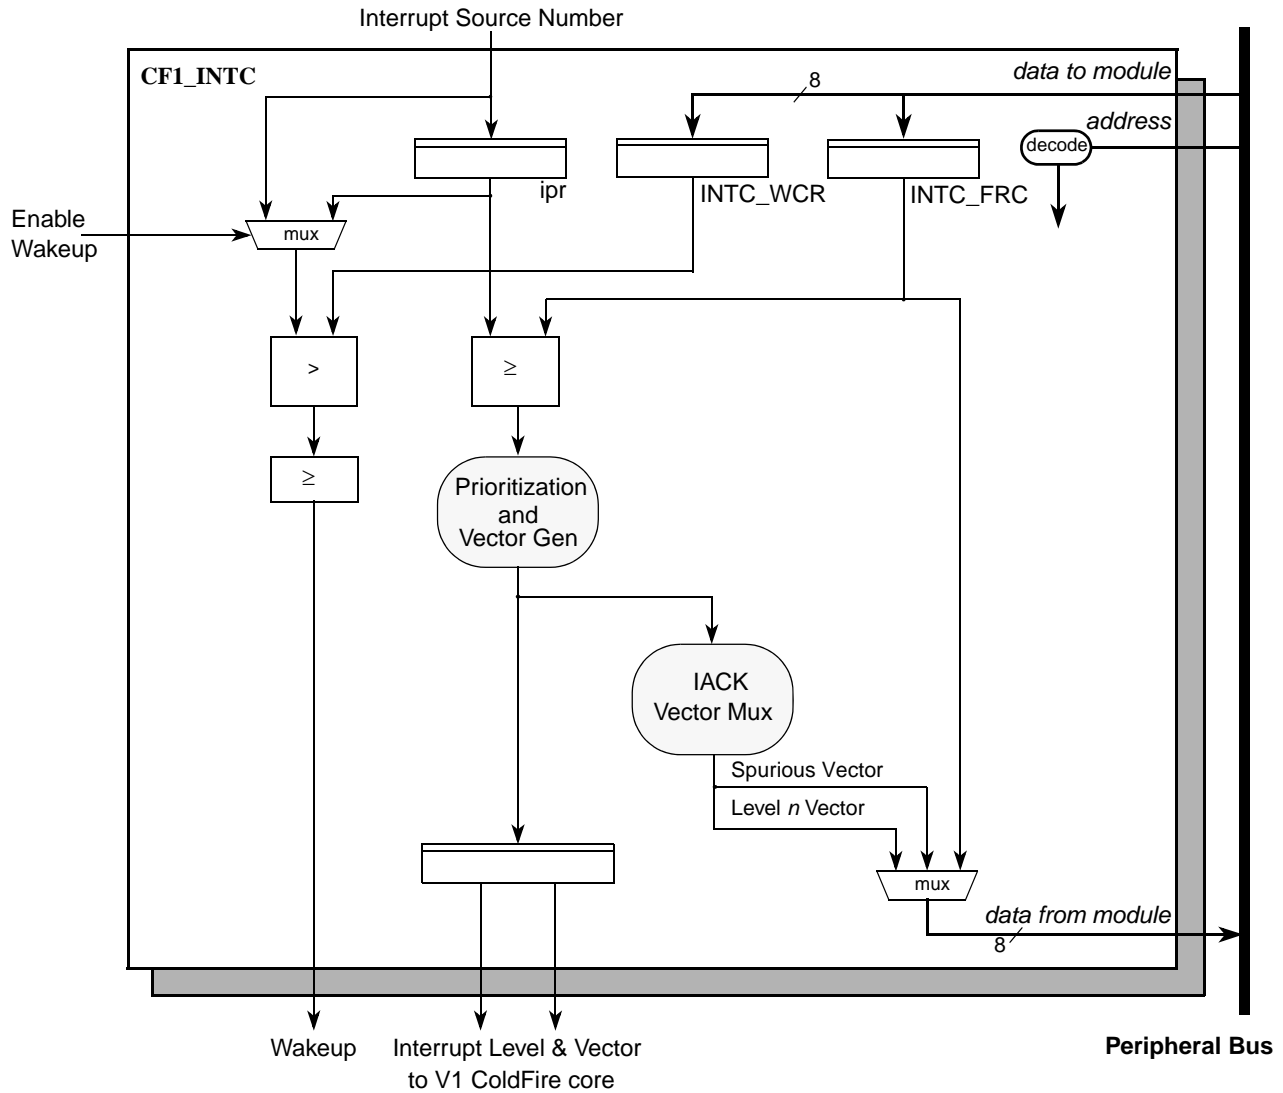 Interrupt Source Number
CF1_INTC
data to module
8
address
decode
ipr
INTC_WCR
INTC_FRC
Enable
Wakeup
mux
>
≥
≥
Prioritization
and
Vector Gen
IACK
Vector Mux
Spurious Vector
Level n Vector
mux
data from module
8
Wakeup
Interrupt Level & Vector
to V1 ColdFire core
Peripheral Bus